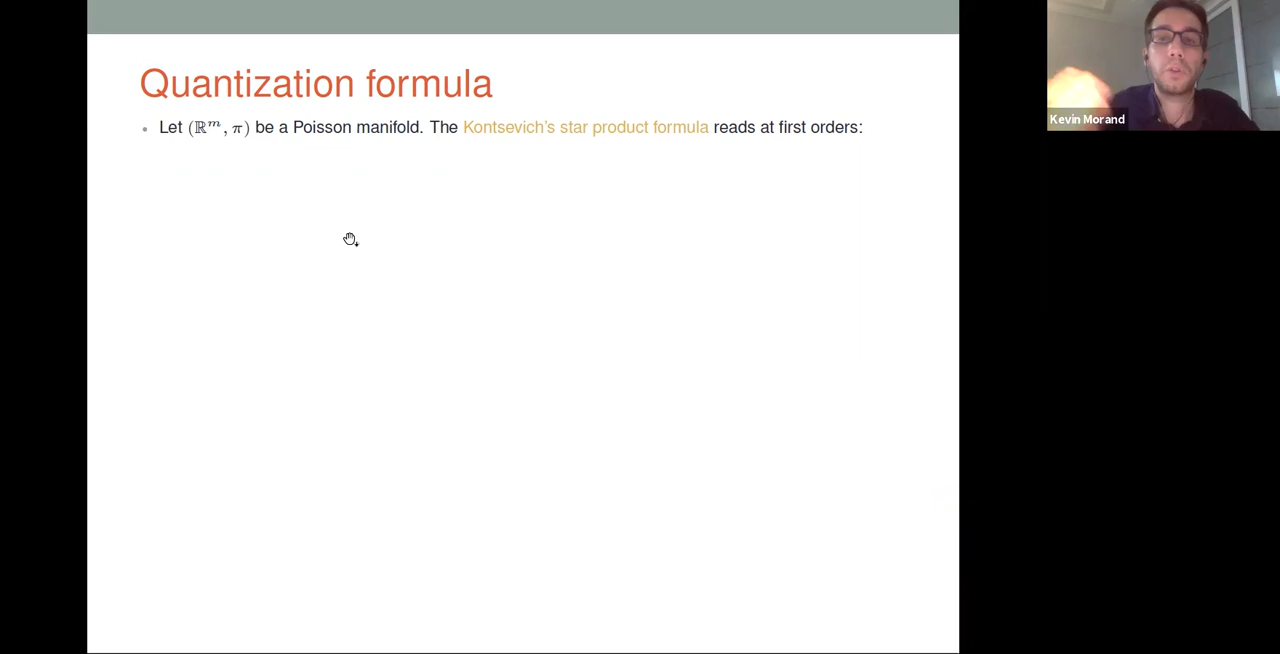 Quantization formula
• Let (ℝᵐ, π) be a Poisson manifold. The Kontsevich's star product formula reads at first orders:
Kevin Morand